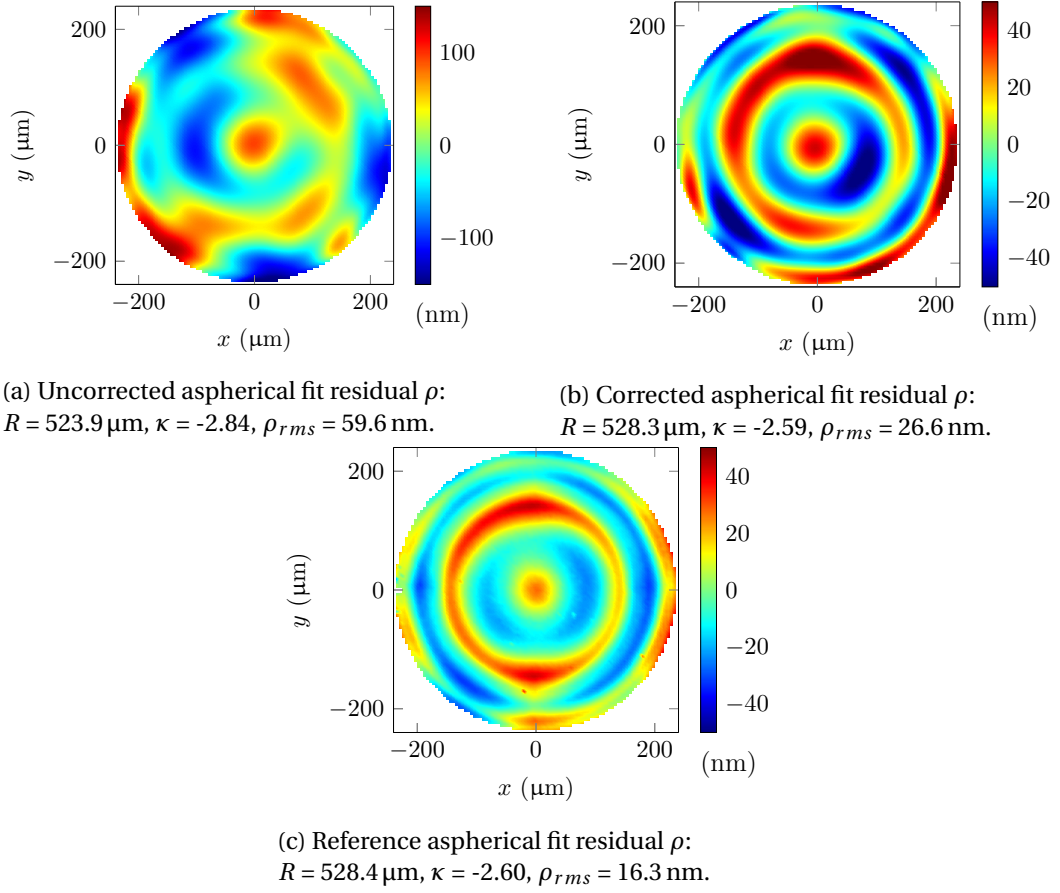 200
0
−200
y (µm)
−200
0
200
x (µm)
100
0
−100
(nm)
200
0
−200
y (µm)
−200
0
200
x (µm)
40
20
0
−20
−40
(nm)
(a) Uncorrected aspherical fit residual ρ:
R = 523.9 µm, κ = -2.84, ρrms = 59.6 nm.
(b) Corrected aspherical fit residual ρ:
R = 528.3 µm, κ = -2.59, ρrms = 26.6 nm.
200
0
−200
y (µm)
−200
0
200
x (µm)
40
20
0
−20
−40
(nm)
(c) Reference aspherical fit residual ρ:
R = 528.4 µm, κ = -2.60, ρrms = 16.3 nm.